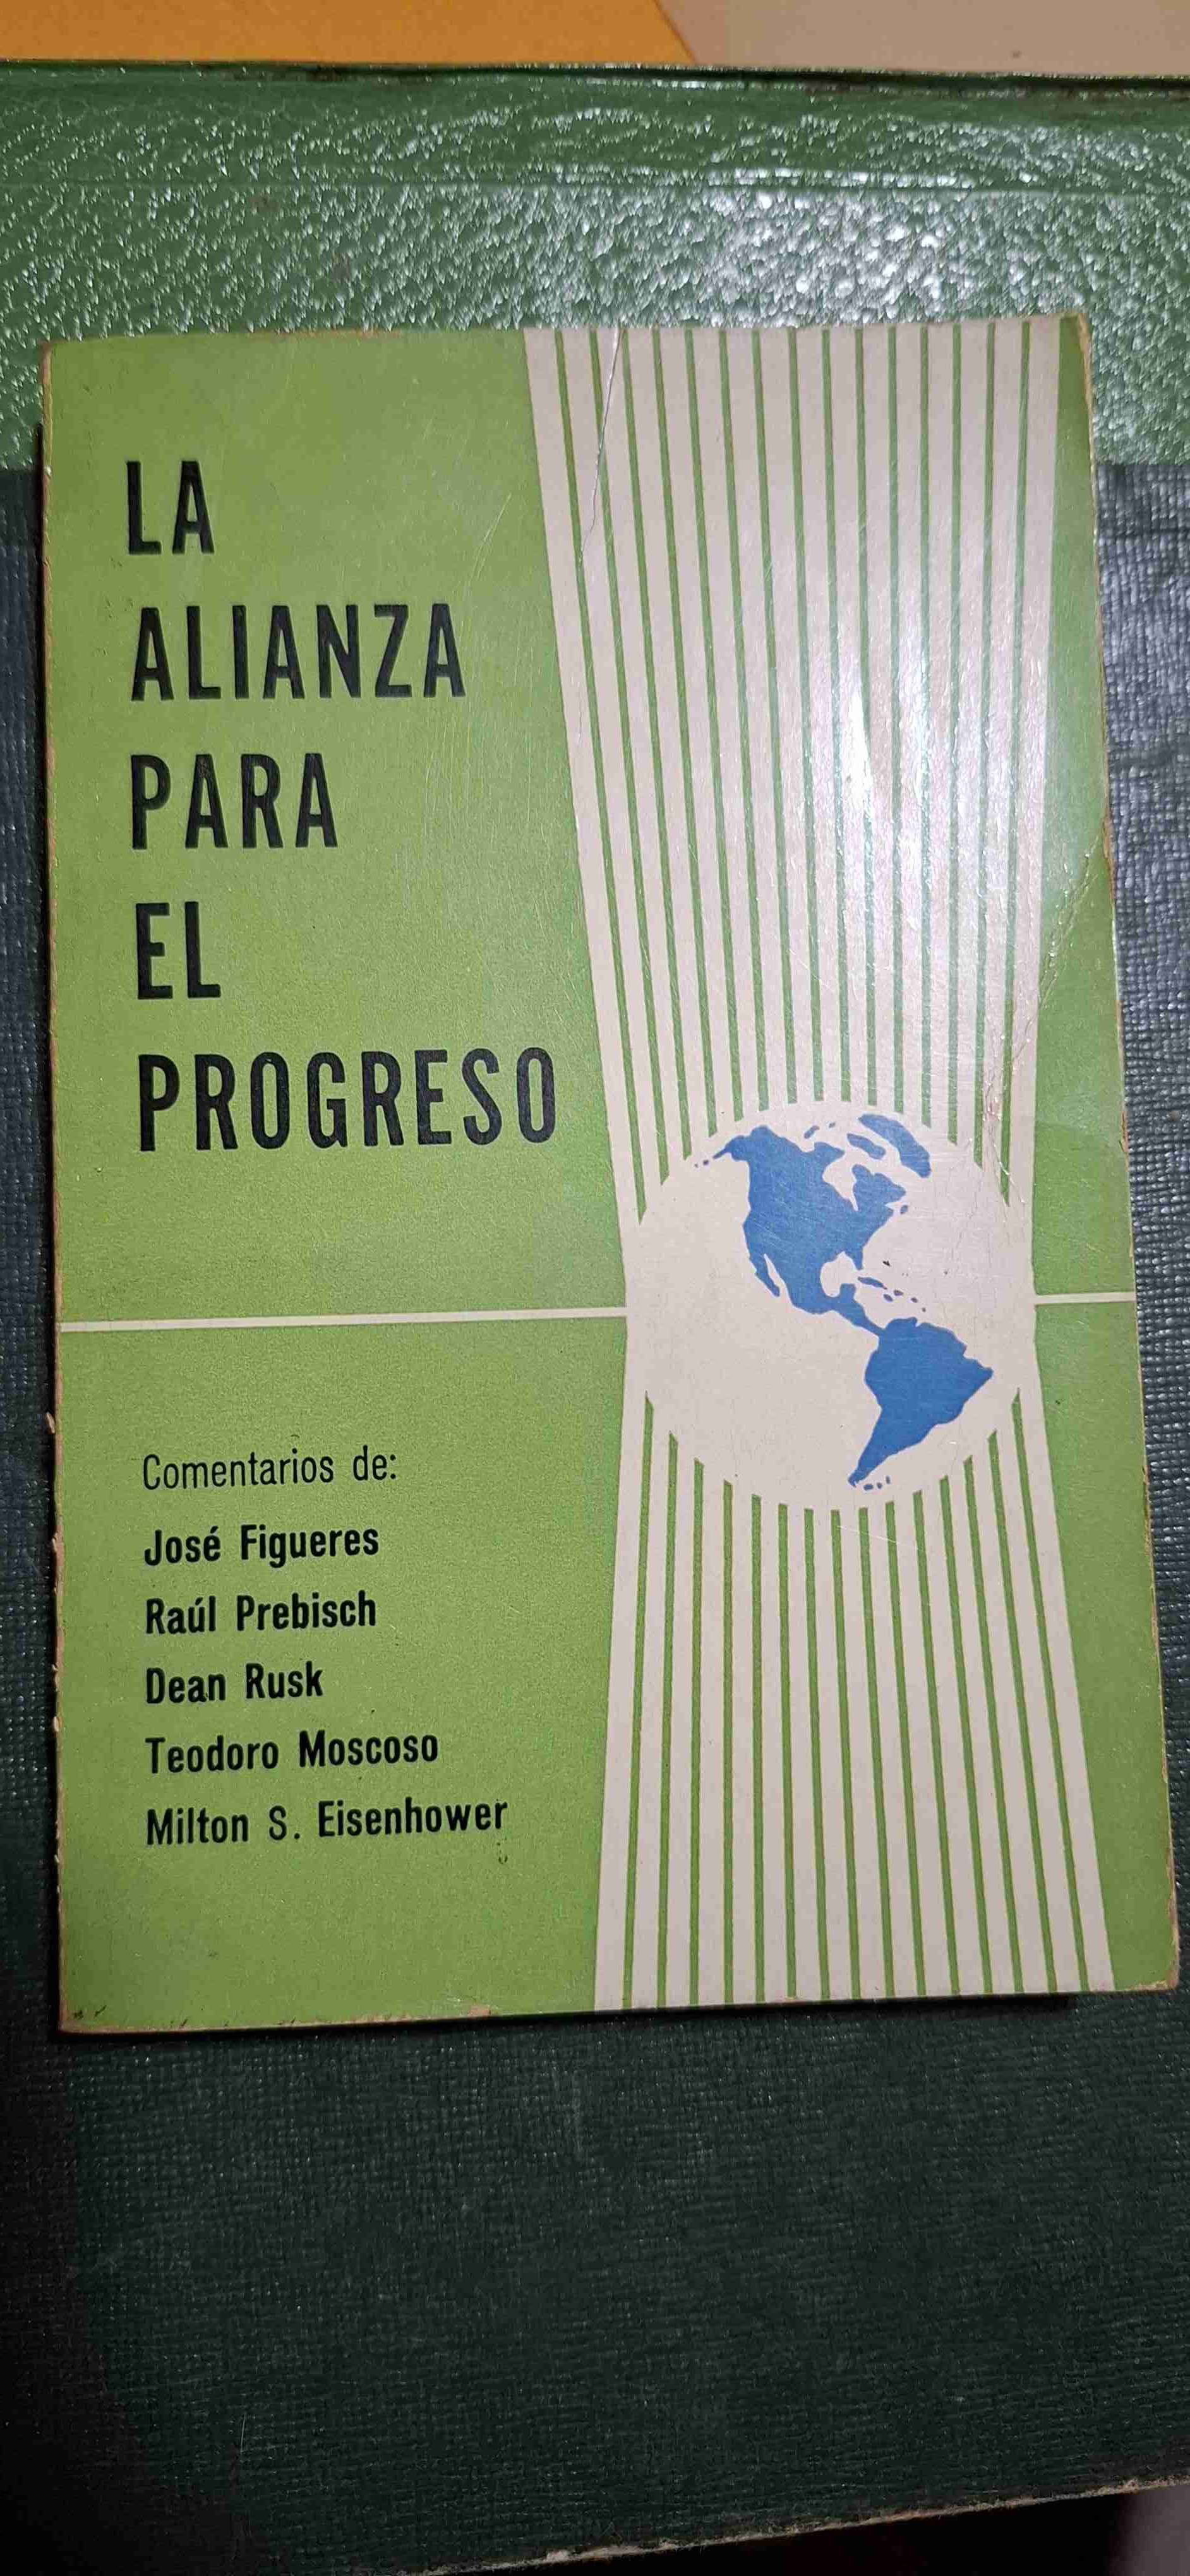 LA
ALIANZA
PARA
EL
PROGRESO
Comentarios de:
José Figueres
Raúl Prebisch
Dean Rusk
Teodoro Moscoso
Milton S. Eisenhower